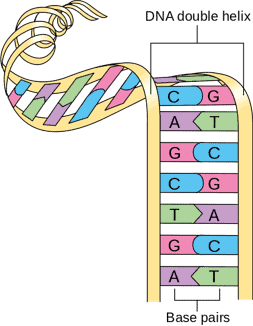 DNA double helix
C G
A T
G C
C G
T A
G C
A T
Base pairs